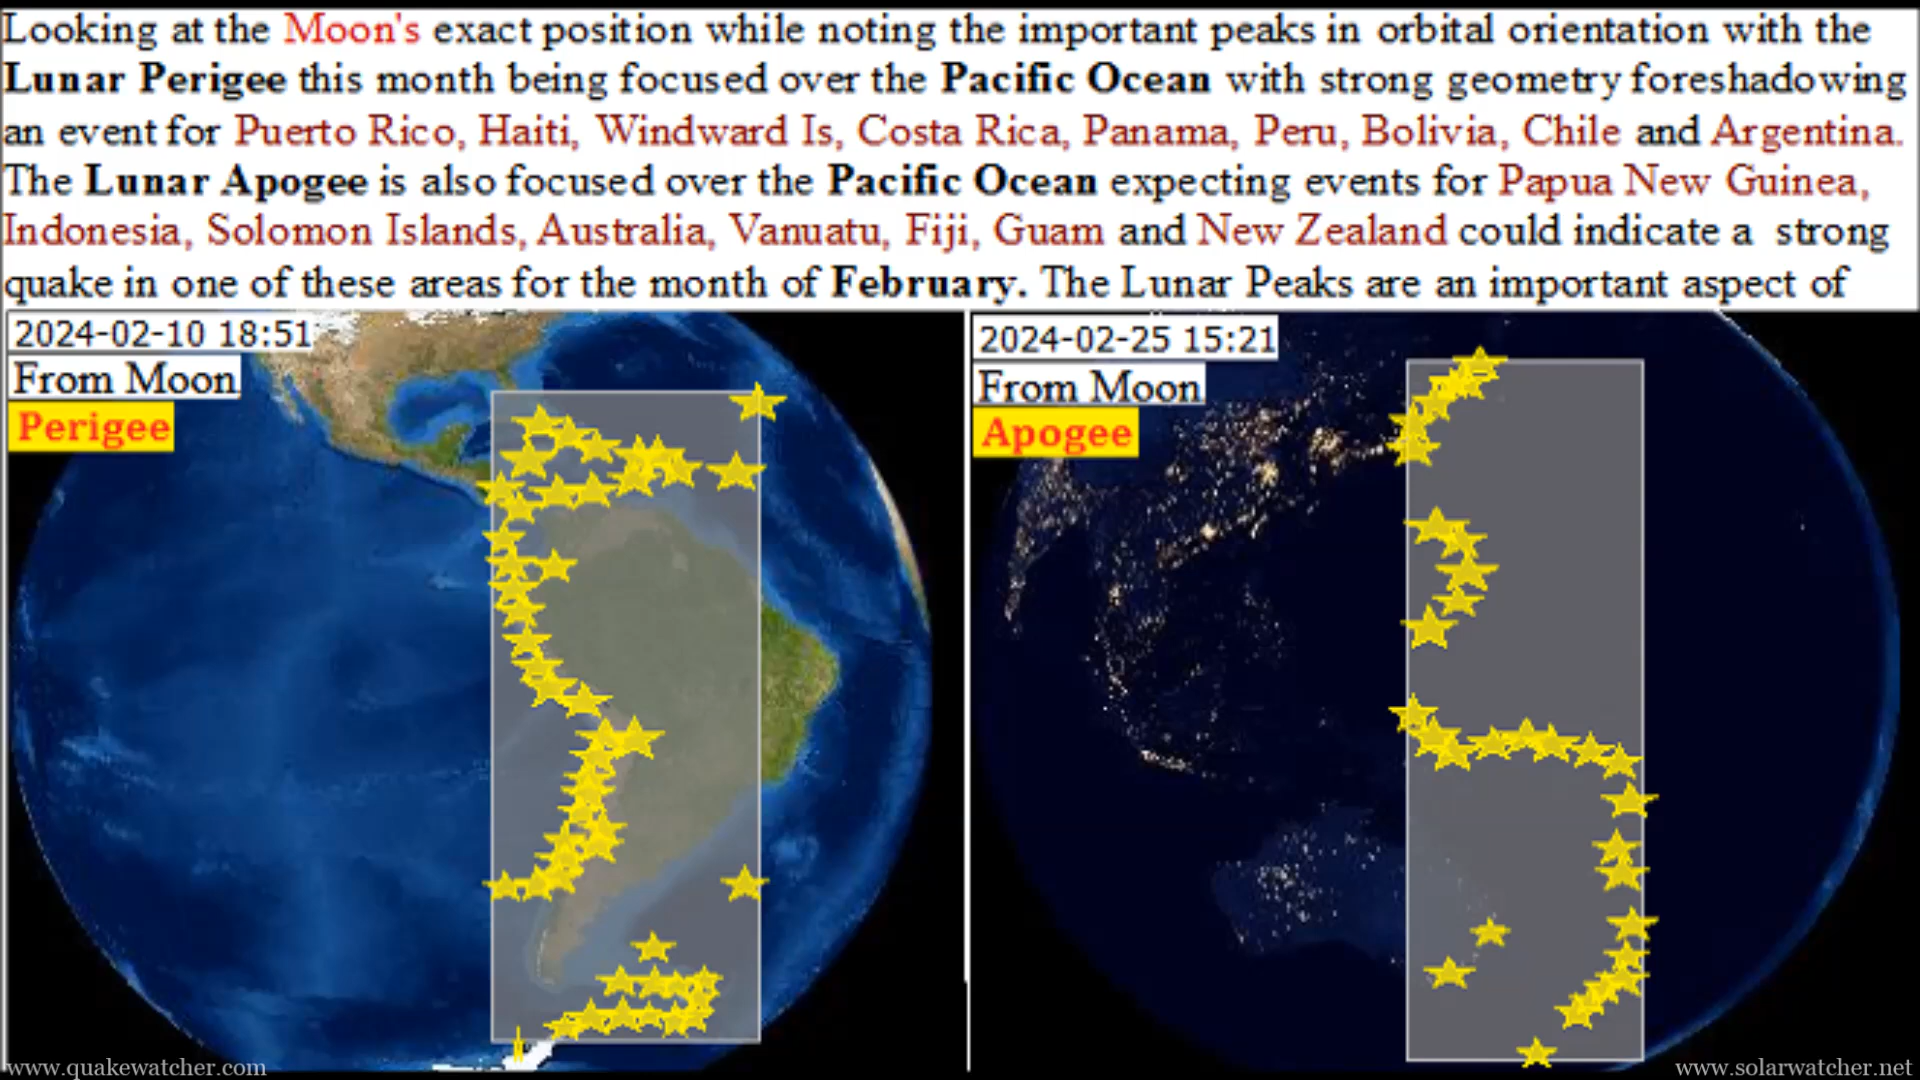 Looking at the Moon's exact position while noting the important peaks in orbital orientation with the
Lunar Perigee this month being focused over the Pacific Ocean with strong geometry foreshadowing
an event for Puerto Rico, Haiti, Windward Is, Costa Rica, Panama, Peru, Bolivia, Chile and Argentina.
The Lunar Apogee is also focused over the Pacific Ocean expecting events for Papua New Guinea,
Indonesia, Solomon Islands, Australia, Vanuatu, Fiji, Guam and New Zealand could indicate a strong
quake in one of these areas for the month of February. The Lunar Peaks are an important aspect of
2024-02-10 18:51
From Moon
Perigee
2024-02-25 15:21
From Moon
Apogee
www.quakewatcher.com
www.solarwatcher.net